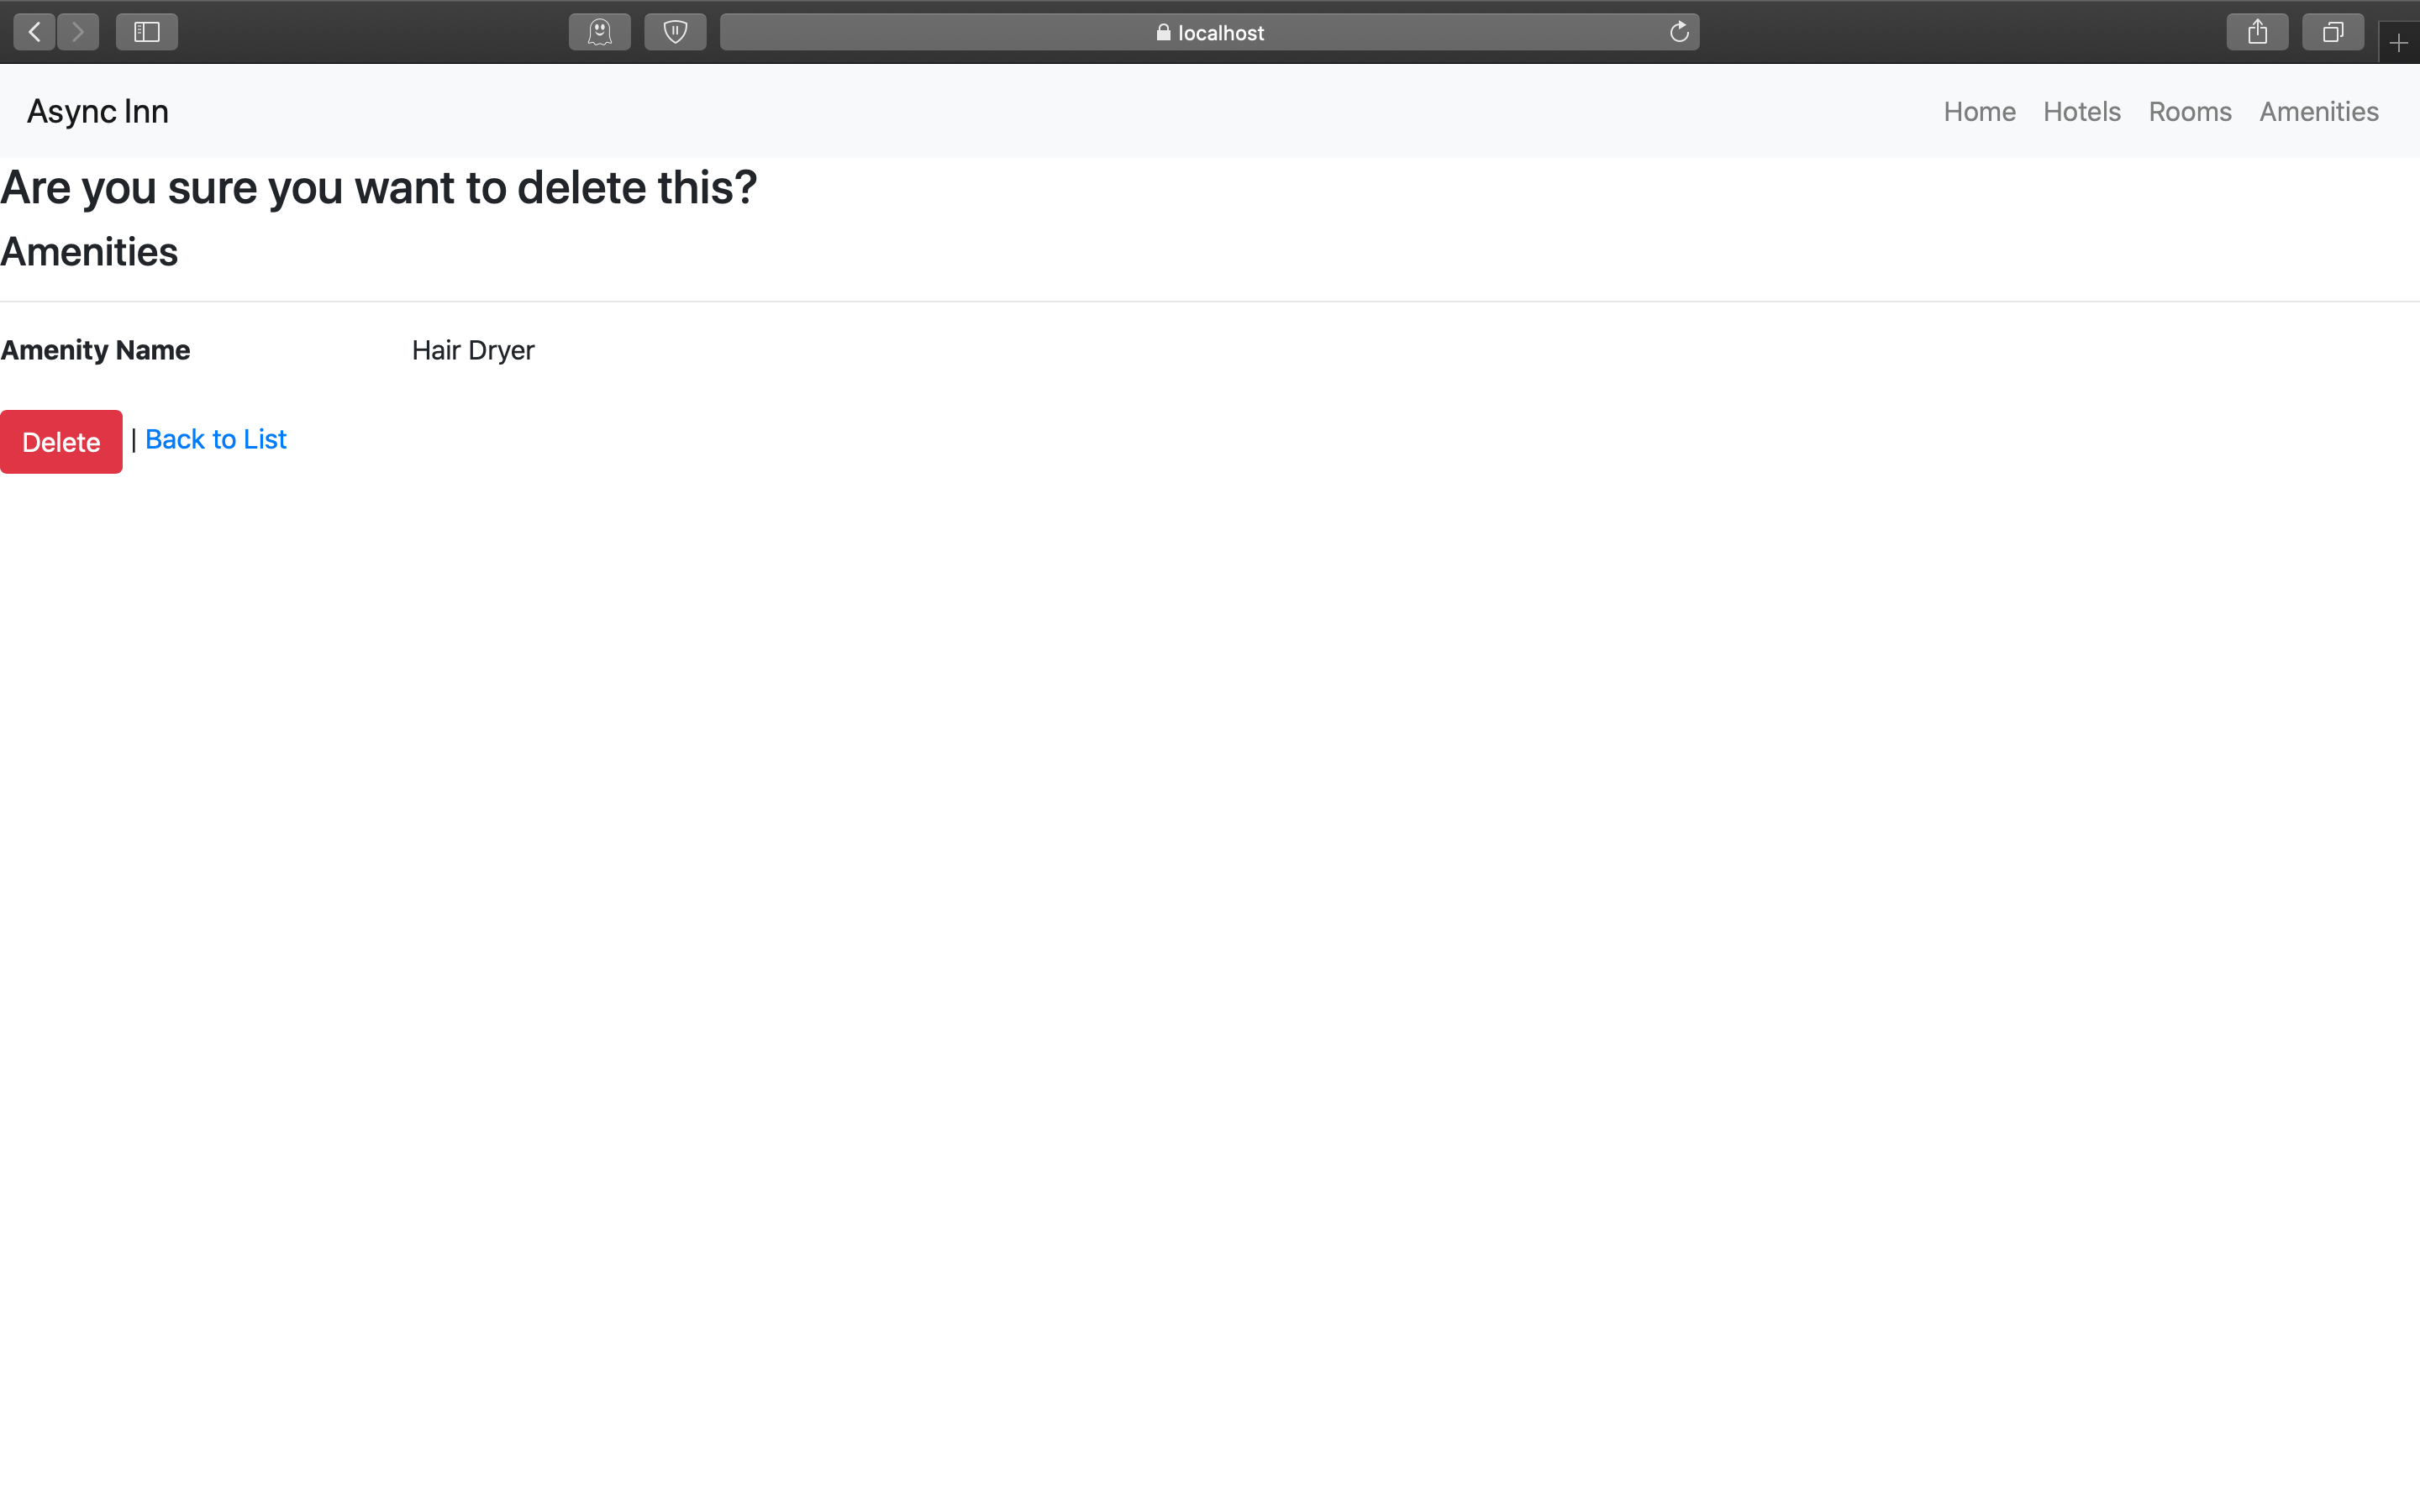 localhost
Async Inn Home Hotels Rooms Amenities
Are you sure you want to delete this?
Amenities
Amenity Name Hair Dryer
Delete | Back to List